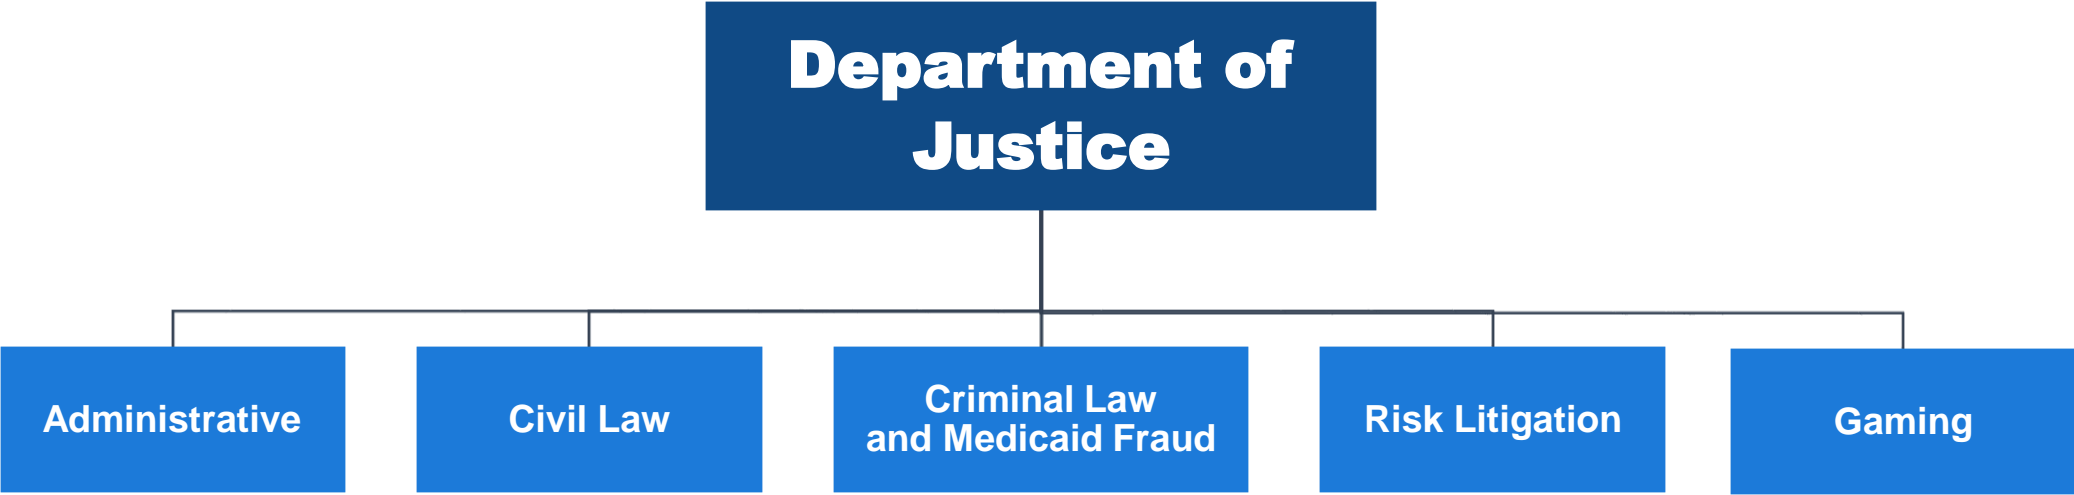 Department of
Justice
Administrative
Civil Law
Criminal Law
and Medicaid Fraud
Risk Litigation
Gaming